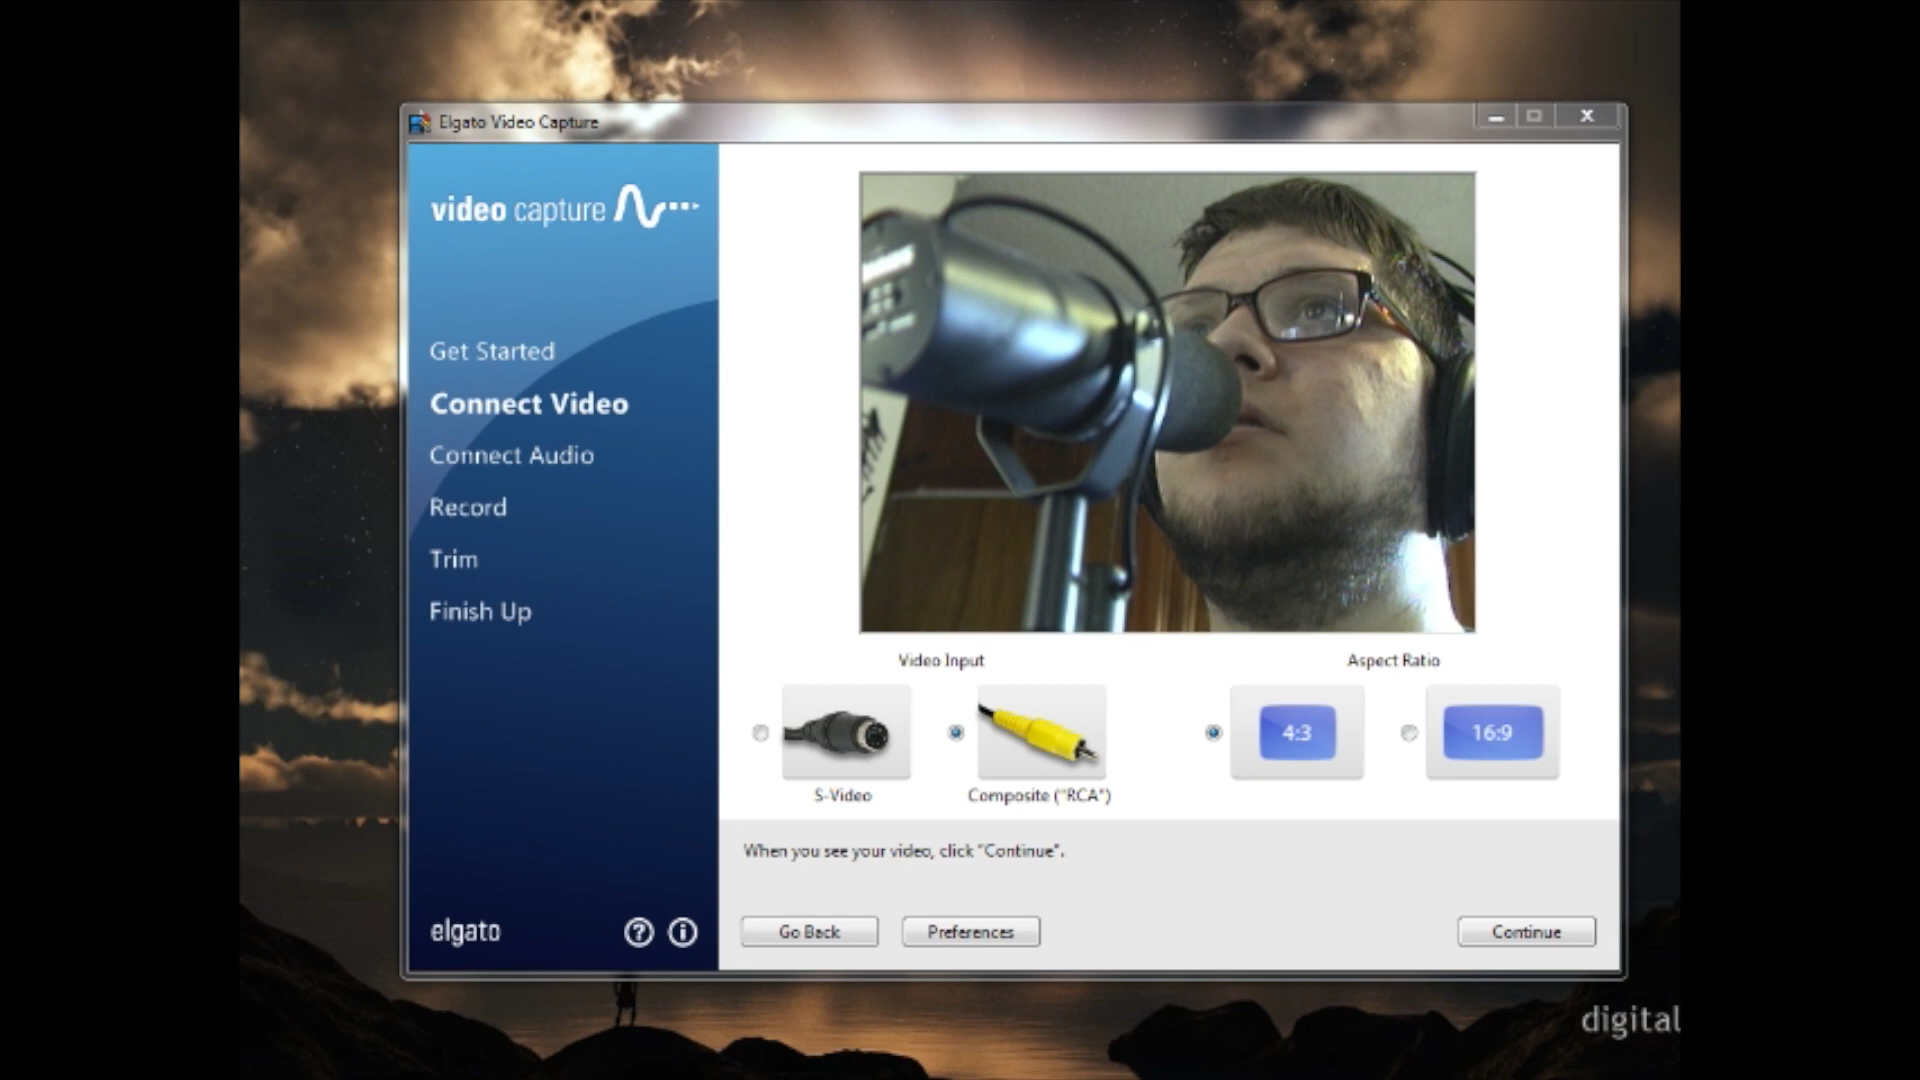 Elgato Video Capture
video capture
Get Started
Connect Video
Connect Audio
Record
Trim
Finish Up
elgato
Video Input
Aspect Ratio
4:3
16:9
S-Video
Composite ("RCA")
When you see your video, click "Continue".
Go Back
Preferences
Continue
digital